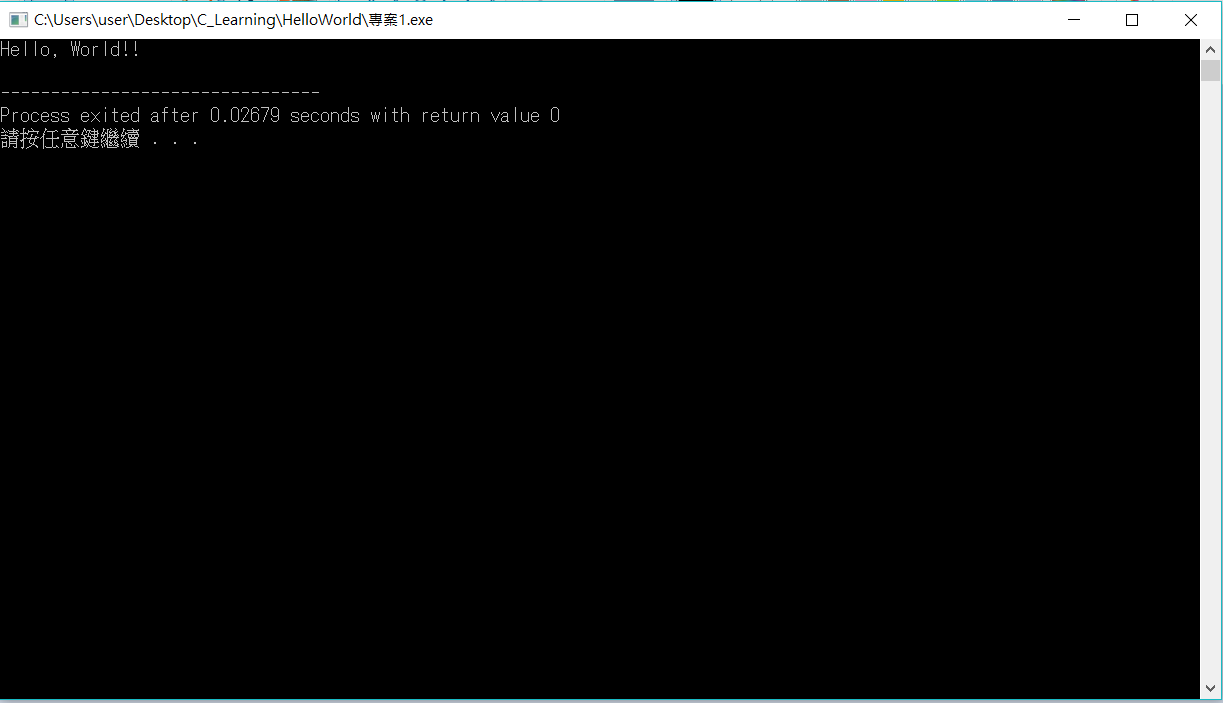 C:\Users\user\Desktop\C_Learning\HelloWorld\專案1.exe
Hello, World!!
--------------------------------
Process exited after 0.02679 seconds with return value 0
請按任意鍵繼續 . . .